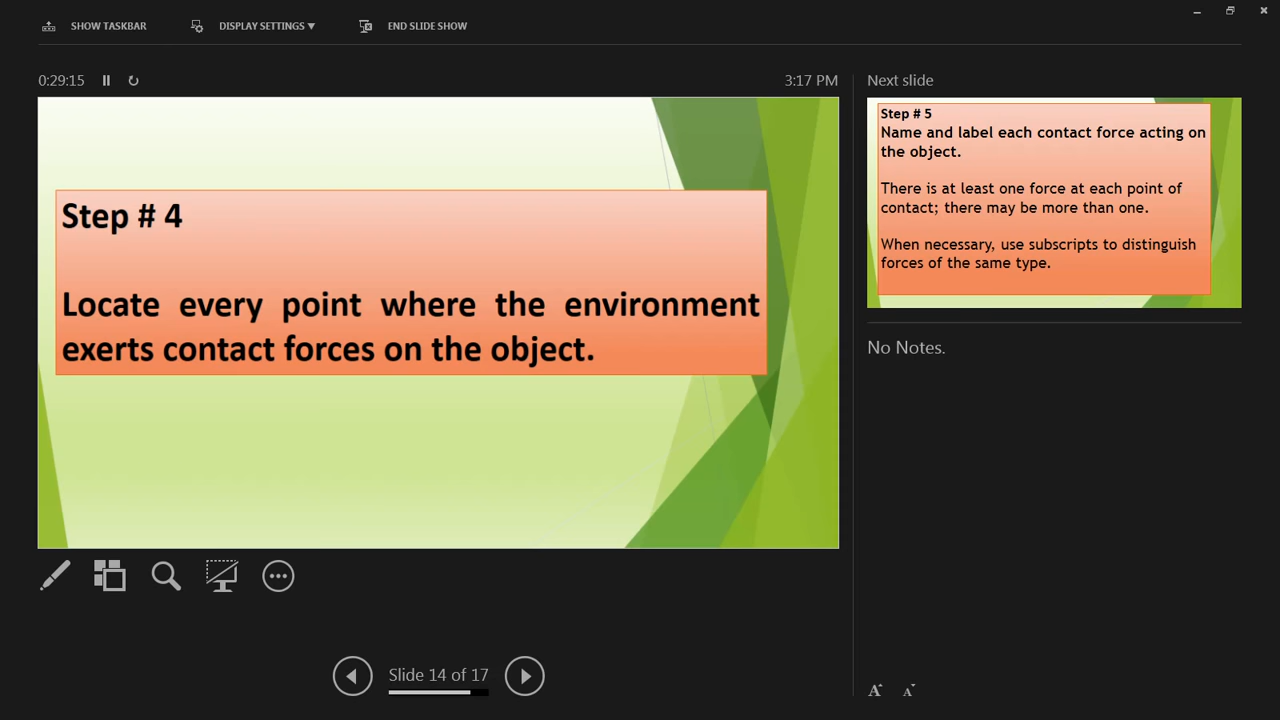 SHOW TASKBAR
DISPLAY SETTINGS ▼
END SLIDE SHOW
0:29:15
3:17 PM
Step # 4
Locate every point where the environment
exerts contact forces on the object.
Slide 14 of 17
Next slide
Step # 5
Name and label each contact force acting on
the object.
There is at least one force at each point of
contact; there may be more than one.
When necessary, use subscripts to distinguish
forces of the same type.
No Notes.
A A